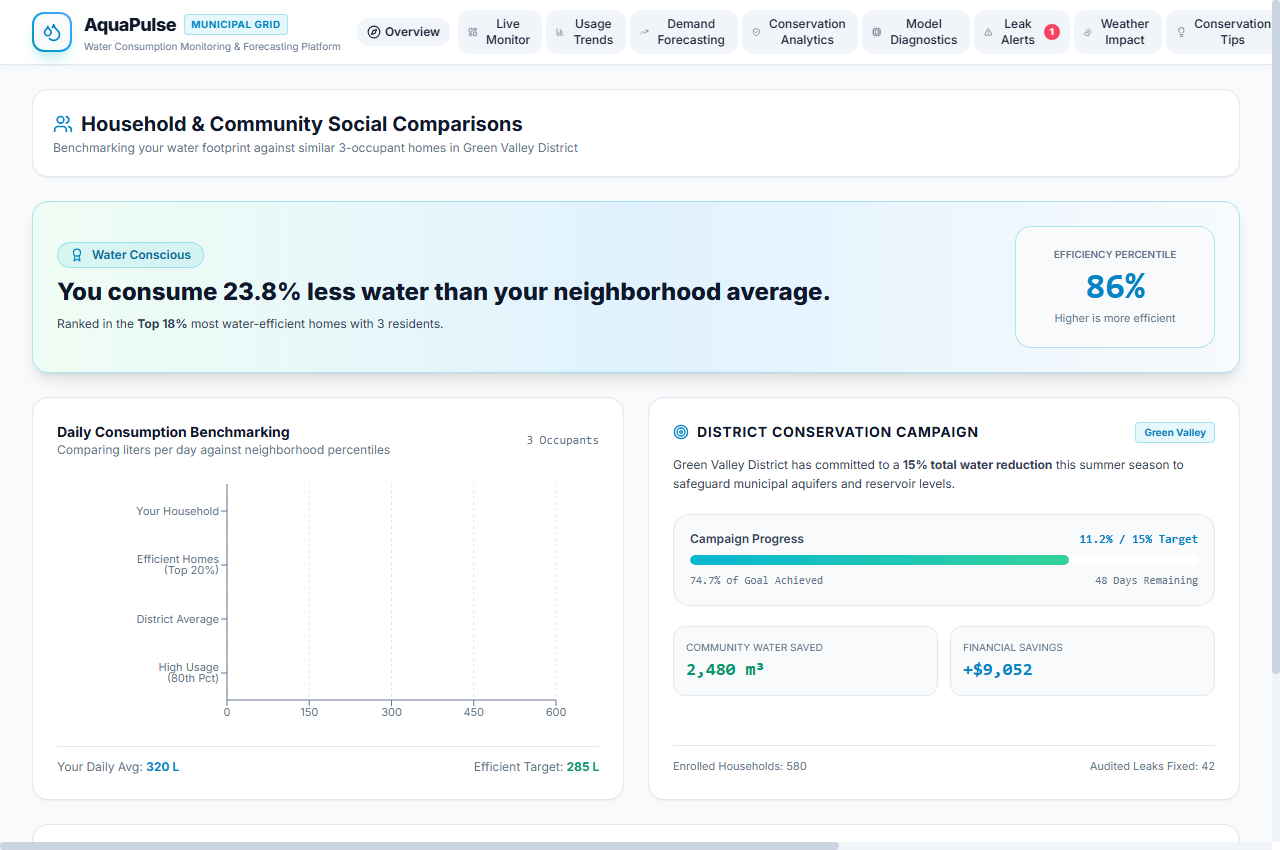 AquaPulse
MUNICIPAL GRID
Water Consumption Monitoring & Forecasting Platform
Overview
Live
Monitor
Usage
Trends
Demand
Forecasting
Conservation
Analytics
Model
Diagnostics
Leak
Alerts
1
Weather
Impact
Conservation
Tips
Household & Community Social Comparisons
Benchmarking your water footprint against similar 3-occupant homes in Green Valley District
Water Conscious
You consume 23.8% less water than your neighborhood average.
Ranked in the Top 18% most water-efficient homes with 3 residents.
EFFICIENCY PERCENTILE
86%
Higher is more efficient
Daily Consumption Benchmarking
Comparing liters per day against neighborhood percentiles
3 Occupants
Your Household
Efficient Homes
(Top 20%)
District Average
High Usage
(80th Pct)
0 150 300 450 600
Your Daily Avg: 320 L
Efficient Target: 285 L
DISTRICT CONSERVATION CAMPAIGN
Green Valley
Green Valley District has committed to a 15% total water reduction this summer season to
safeguard municipal aquifers and reservoir levels.
Campaign Progress
11.2% / 15% Target
74.7% of Goal Achieved
48 Days Remaining
COMMUNITY WATER SAVED
2,480 m³
FINANCIAL SAVINGS
+$9,052
Enrolled Households: 580
Audited Leaks Fixed: 42